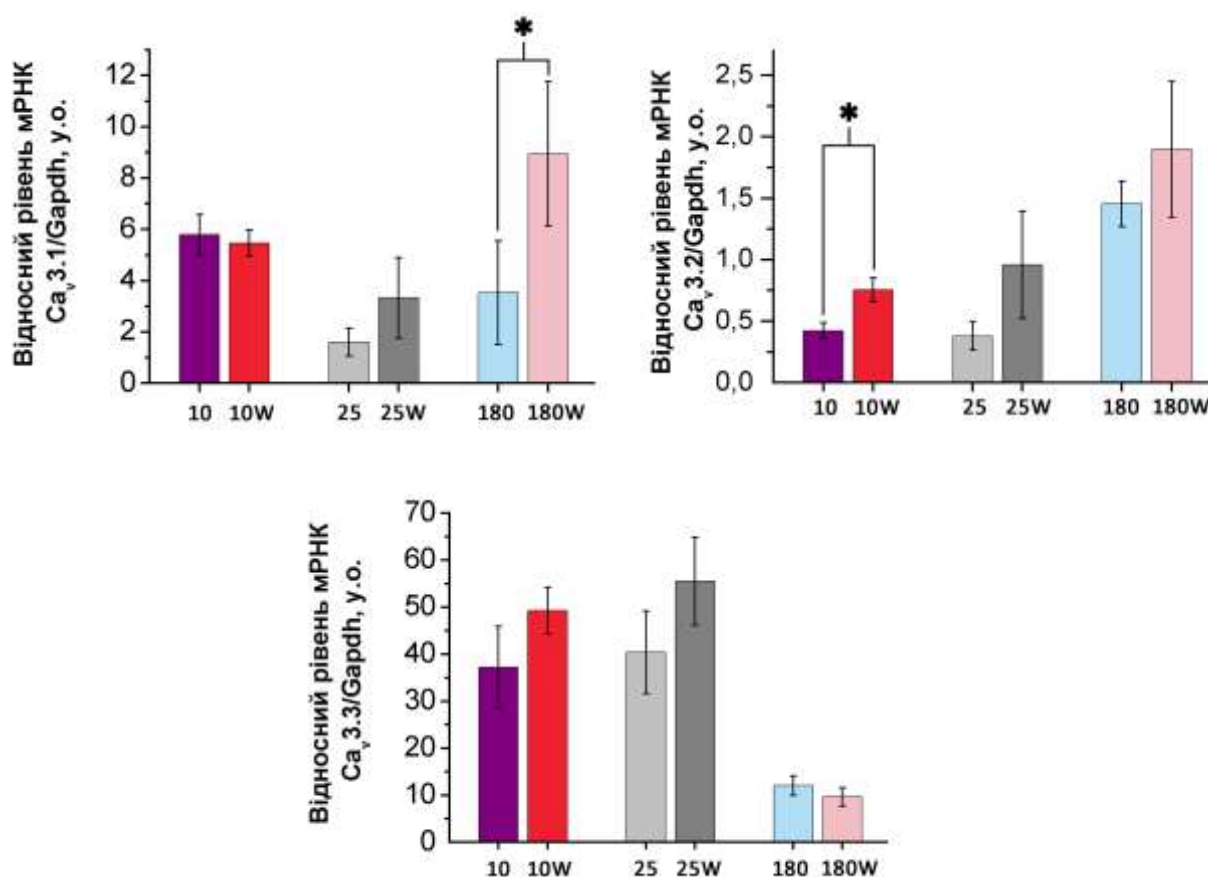 Відносний рівень мРНК
Caᵥ3.1/Gapdh, у.о.
12
10
8
6
4
2
0
10 10W 25 25W 180 180W
*
Відносний рівень мРНК
Caᵥ3.2/Gapdh, у.о.
2,5
2,0
1,5
1,0
0,5
0,0
10 10W 25 25W 180 180W
*
Відносний рівень мРНК
Caᵥ3.3/Gapdh, у.о.
70
60
50
40
30
20
10
0
10 10W 25 25W 180 180W